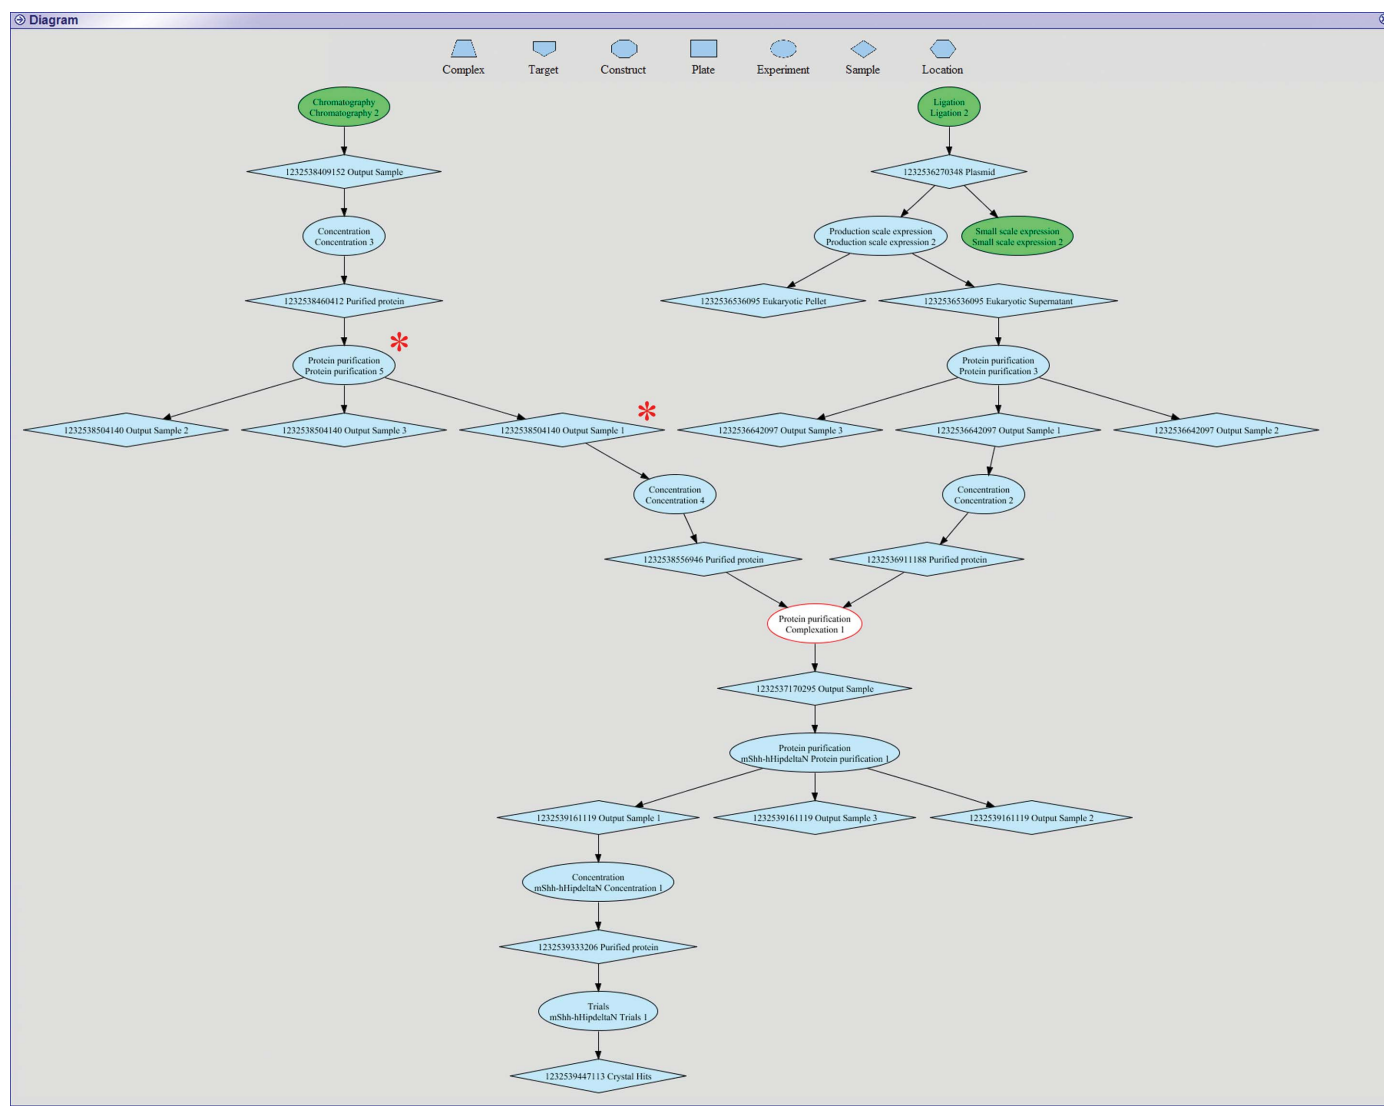 Diagram
Complex
Target
Construct
Plate
Experiment
Sample
Location
Chromatography
Chromatography 2
Ligation
Ligation 2
1232538409152 Output Sample
1232536270348 Plasmid
Concentration
Concentration 3
Production scale expression
Production scale expression 2
Small scale expression
Small scale expression 2
1232538460412 Purified protein
1232536536095 Eukaryotic Pellet
1232536536095 Eukaryotic Supernatant
Protein purification
Protein purification 5
*
Protein purification
Protein purification 3
1232538504140 Output Sample 2
1232538504140 Output Sample 3
1232538504140 Output Sample 1
*
1232536642097 Output Sample 3
1232536642097 Output Sample 1
1232536642097 Output Sample 2
Concentration
Concentration 4
Concentration
Concentration 2
1232538556946 Purified protein
1232536911188 Purified protein
Protein purification
Complexation 1
1232537170295 Output Sample
Protein purification
mShh-hHipdeltaN Protein purification 1
1232539161119 Output Sample 1
1232539161119 Output Sample 3
1232539161119 Output Sample 2
Concentration
mShh-hHipdeltaN Concentration 1
1232539333206 Purified protein
Trials
mShh-hHipdeltaN Trials 1
1232539447113 Crystal Hits